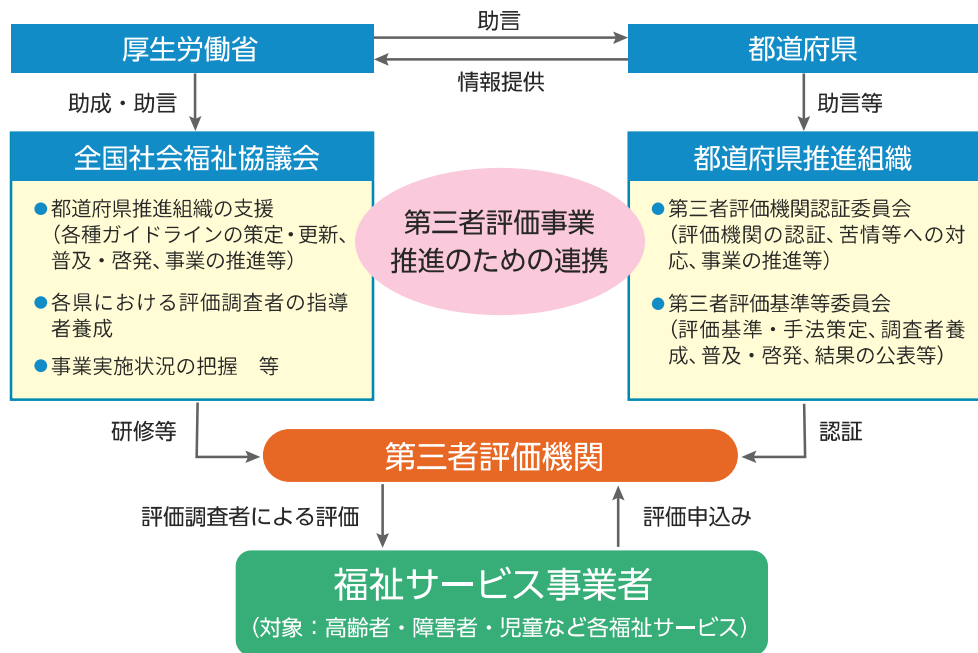 助言
厚生労働省
都道府県
情報提供
助成・助言
助言等
全国社会福祉協議会
●都道府県推進組織の支援
（各種ガイドラインの策定・更新、
普及・啓発、事業の推進等）
●各県における評価調査者の指導
者養成
●事業実施状況の把握　等
第三者評価事業
推進のための連携
都道府県推進組織
●第三者評価機関認証委員会
（評価機関の認証、苦情等への対
応、事業の推進等）
●第三者評価基準等委員会
（評価基準・手法策定、調査者養
成、普及・啓発、結果の公表等）
研修等
認証
第三者評価機関
評価調査者による評価
評価申込み
福祉サービス事業者
（対象：高齢者・障害者・児童など各福祉サービス）